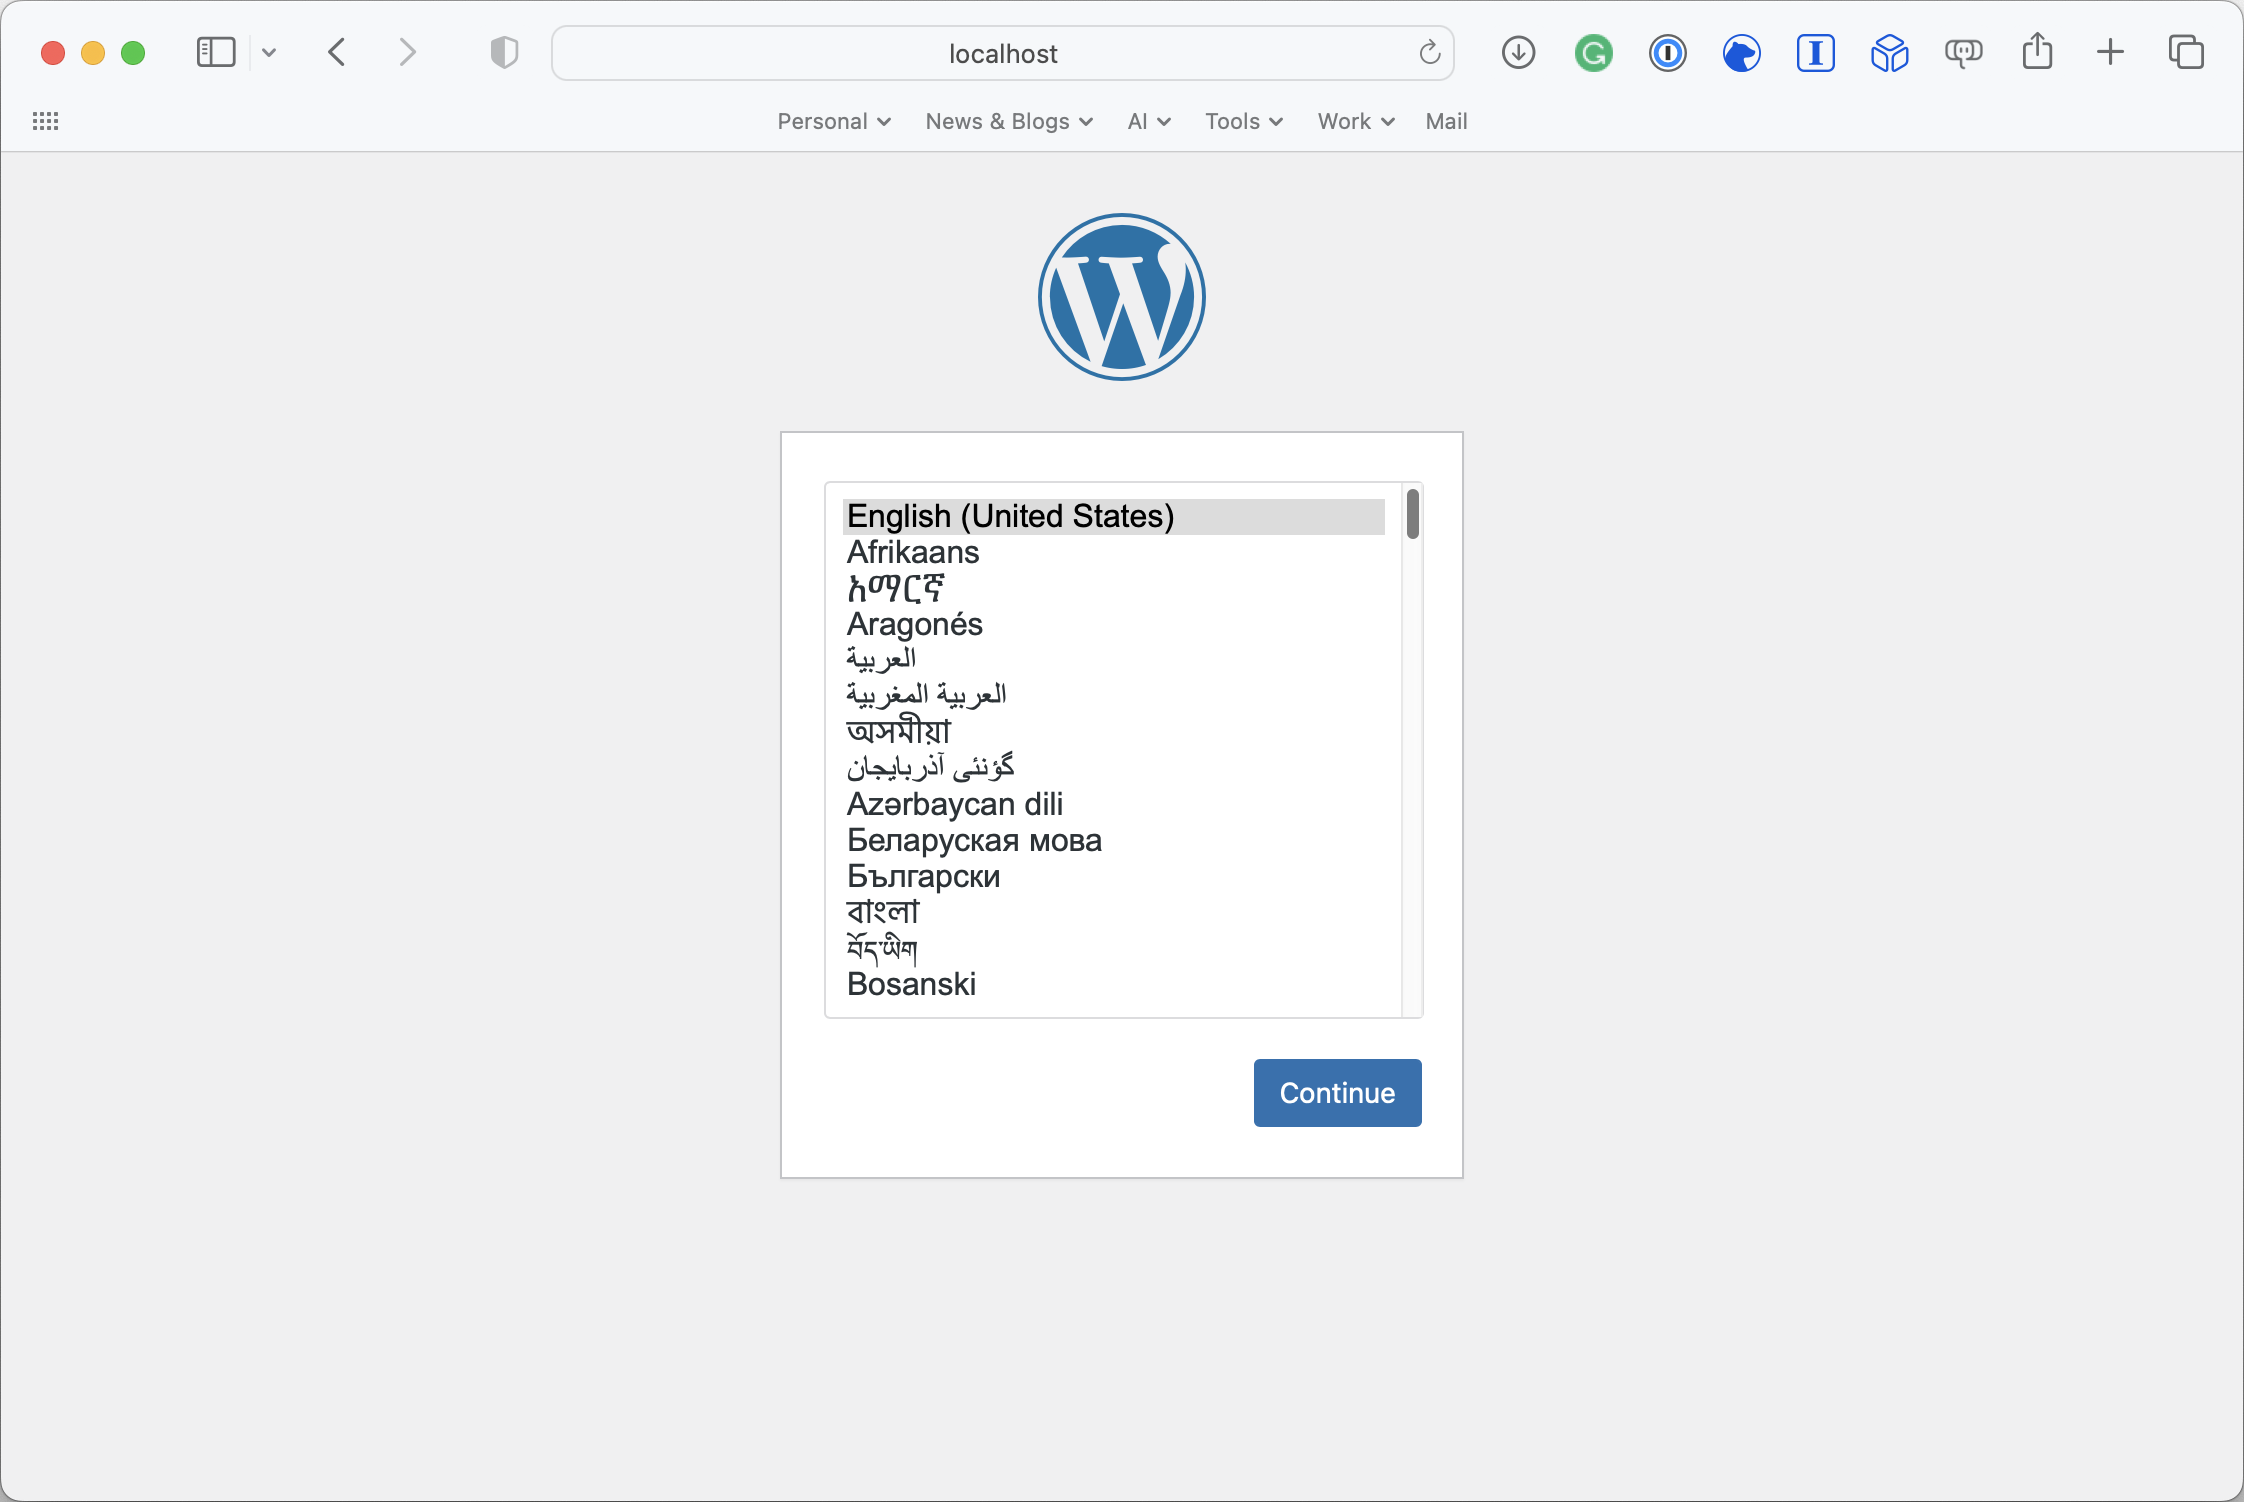 localhost
Personal News & Blogs AI Tools Work Mail
English (United States)
Afrikaans
አማርኛ
Aragonés
العربية
العربية المغربية
অসমীয়া
گؤنئی آذربایجان
Azərbaycan dili
Беларуская мова
Български
বাংলা
བོད་ཡིག
Bosanski
Continue